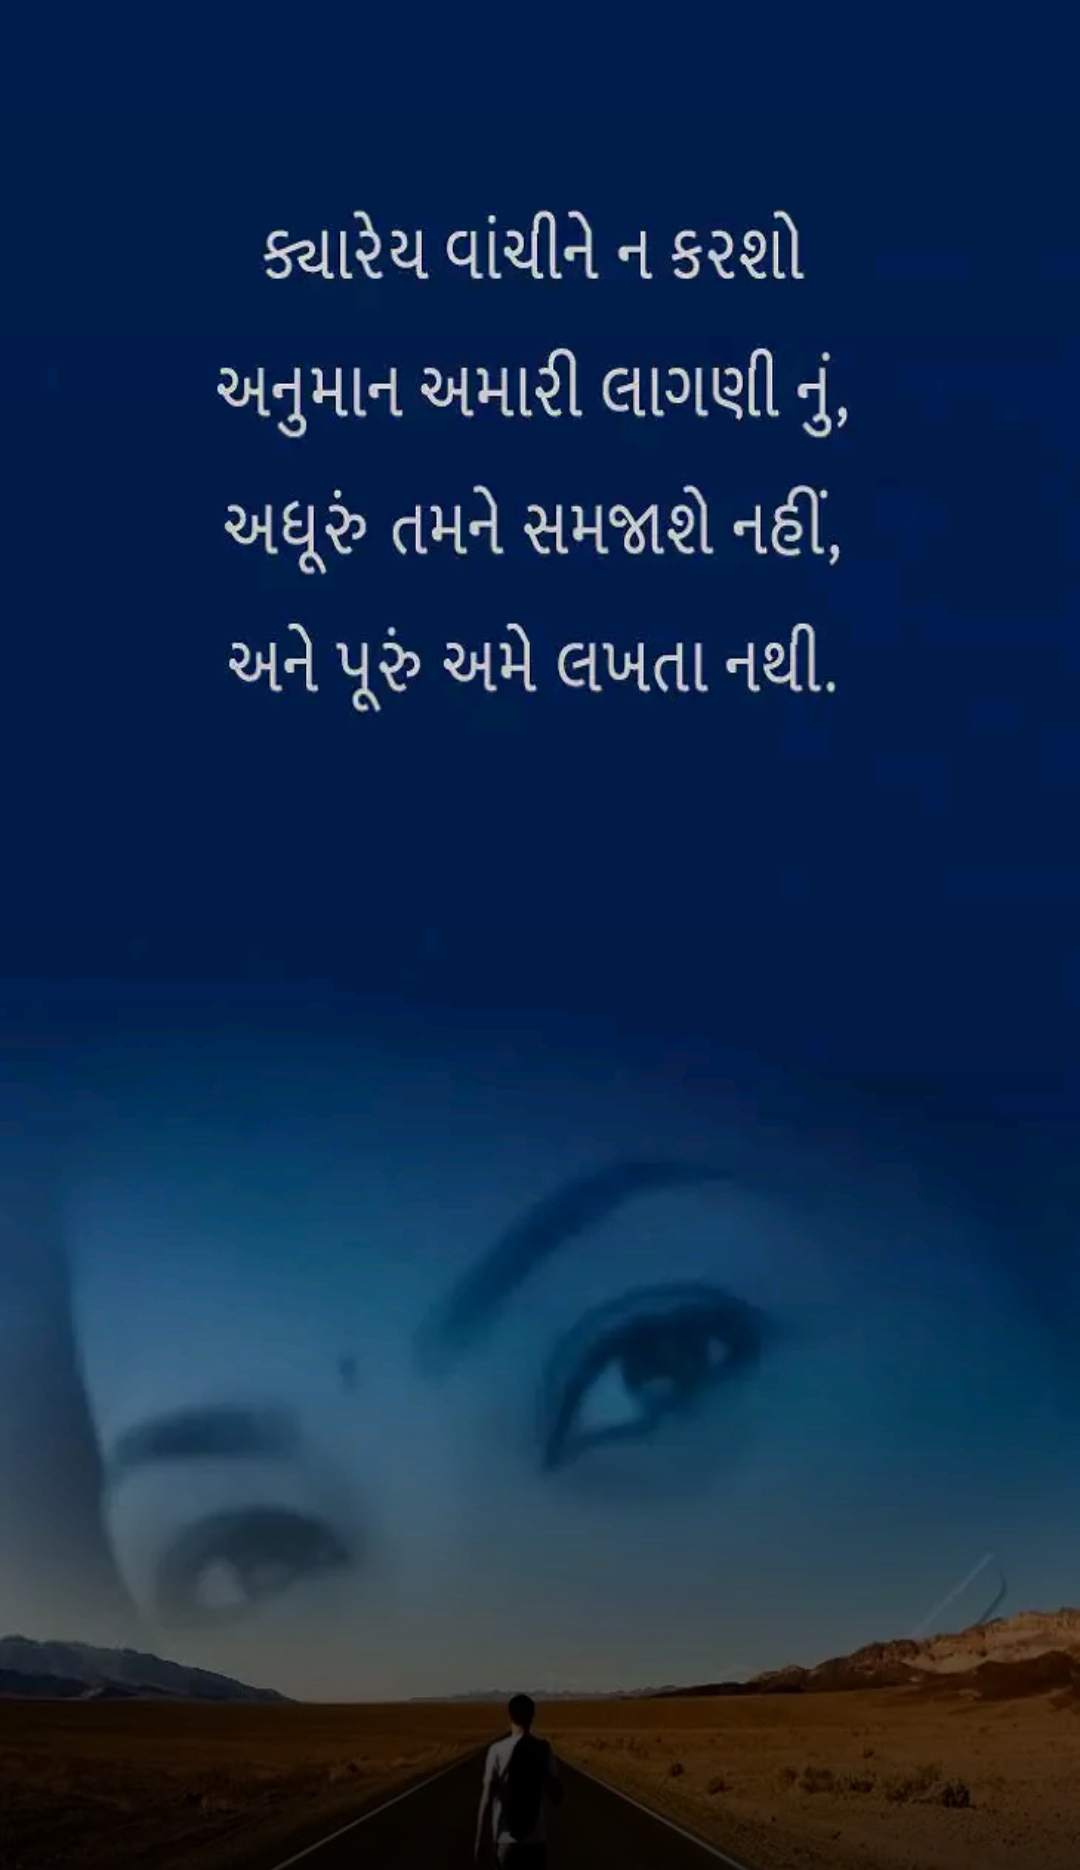 ક્યારેય વાંચીને ન કરશો
અનુમાન અમારી લાગણી નું,
અધૂરું તમને સમજાશે નહીં,
અને પૂરું અમે લખતા નથી.